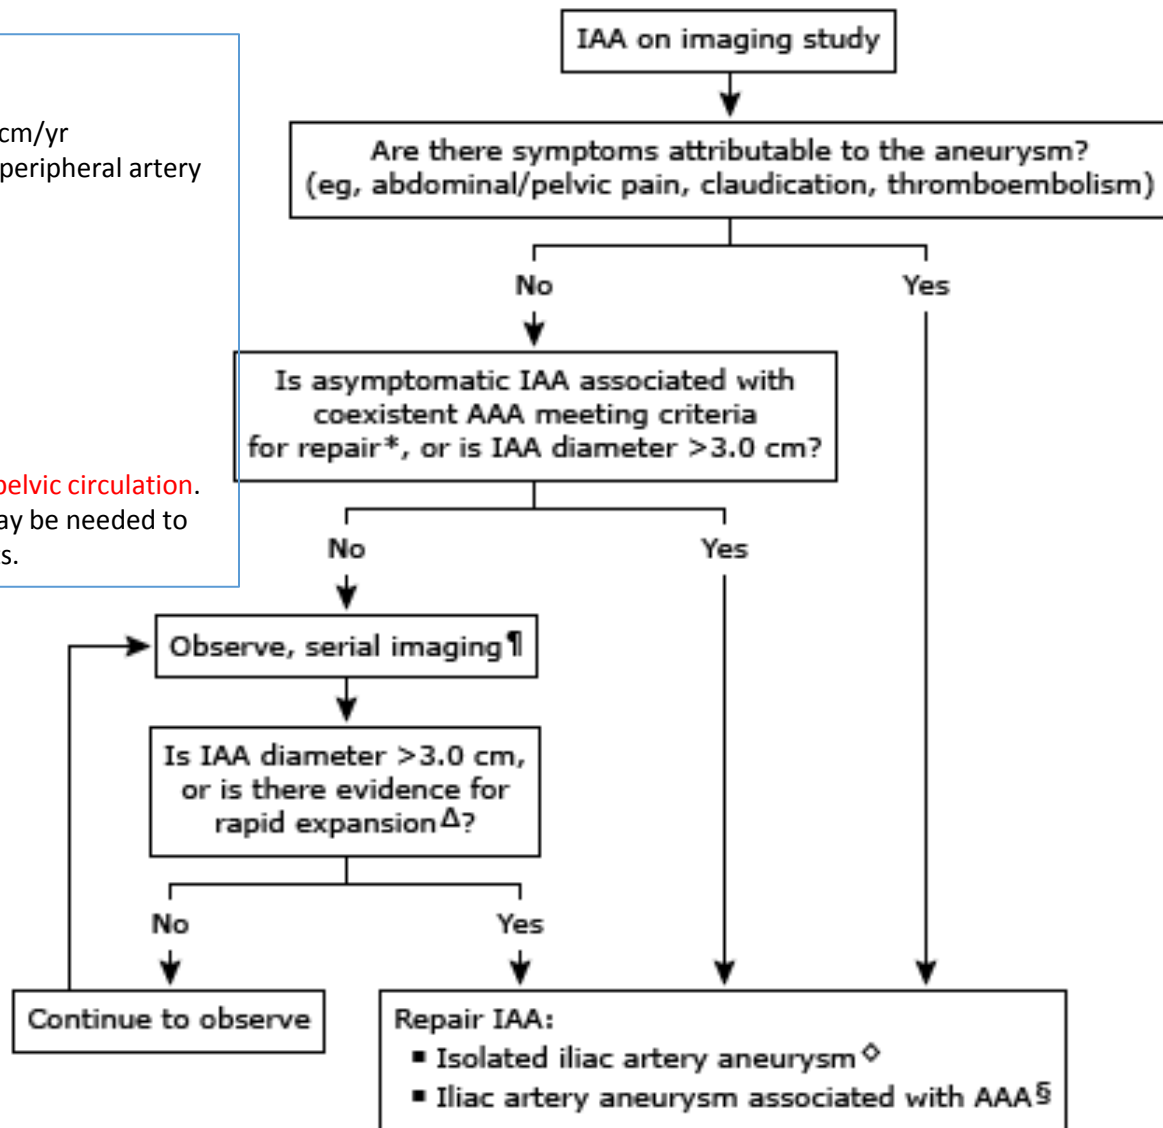 cm/yr
peripheral artery
pelvic circulation.
ay be needed to
s.
IAA on imaging study
Are there symptoms attributable to the aneurysm?
(eg, abdominal/pelvic pain, claudication, thromboembolism)
No
Yes
Is asymptomatic IAA associated with
coexistent AAA meeting criteria
for repair*, or is IAA diameter >3.0 cm?
No
Yes
Observe, serial imaging¶
Is IAA diameter >3.0 cm,
or is there evidence for
rapid expansionΔ?
No
Yes
Continue to observe
Repair IAA:
▪ Isolated iliac artery aneurysm◇
▪ Iliac artery aneurysm associated with AAA§